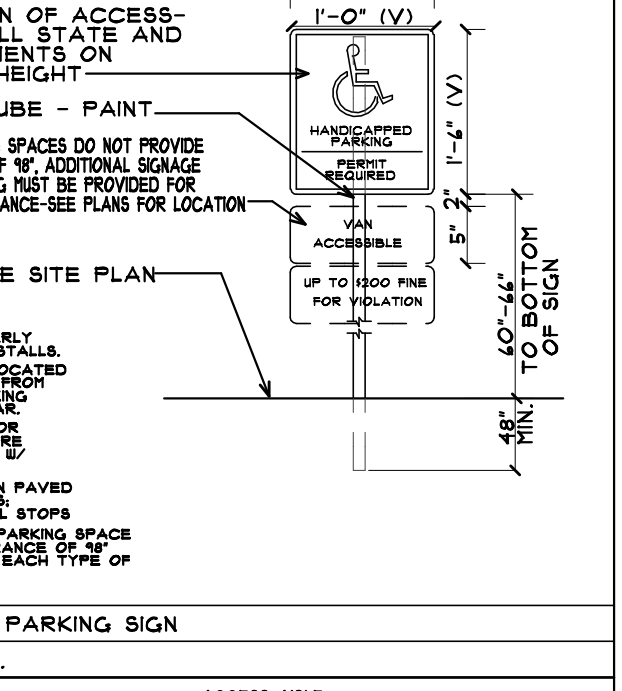 1'-0" (V)
N OF ACCESS-
LL STATE AND
MENTS ON
HEIGHT
HANDICAPPED
PARKING
PERMIT
REQUIRED
1'-6" (V)
2"
5"
UBE - PAINT
SPACES DO NOT PROVIDE
F 98", ADDITIONAL SIGNAGE
G MUST BE PROVIDED FOR
ANCE-SEE PLANS FOR LOCATION
VAN
ACCESSIBLE
UP TO $200 FINE
FOR VIOLATION
60"-66"
TO BOTTOM
OF SIGN
E SITE PLAN
48"
MIN.
RLY
STALLS.
OCATED
FROM
KING
AR.
OR
RE
W/
N PAVED
S;
L STOPS
PARKING SPACE
RANCE OF 98"
EACH TYPE OF
PARKING SIGN